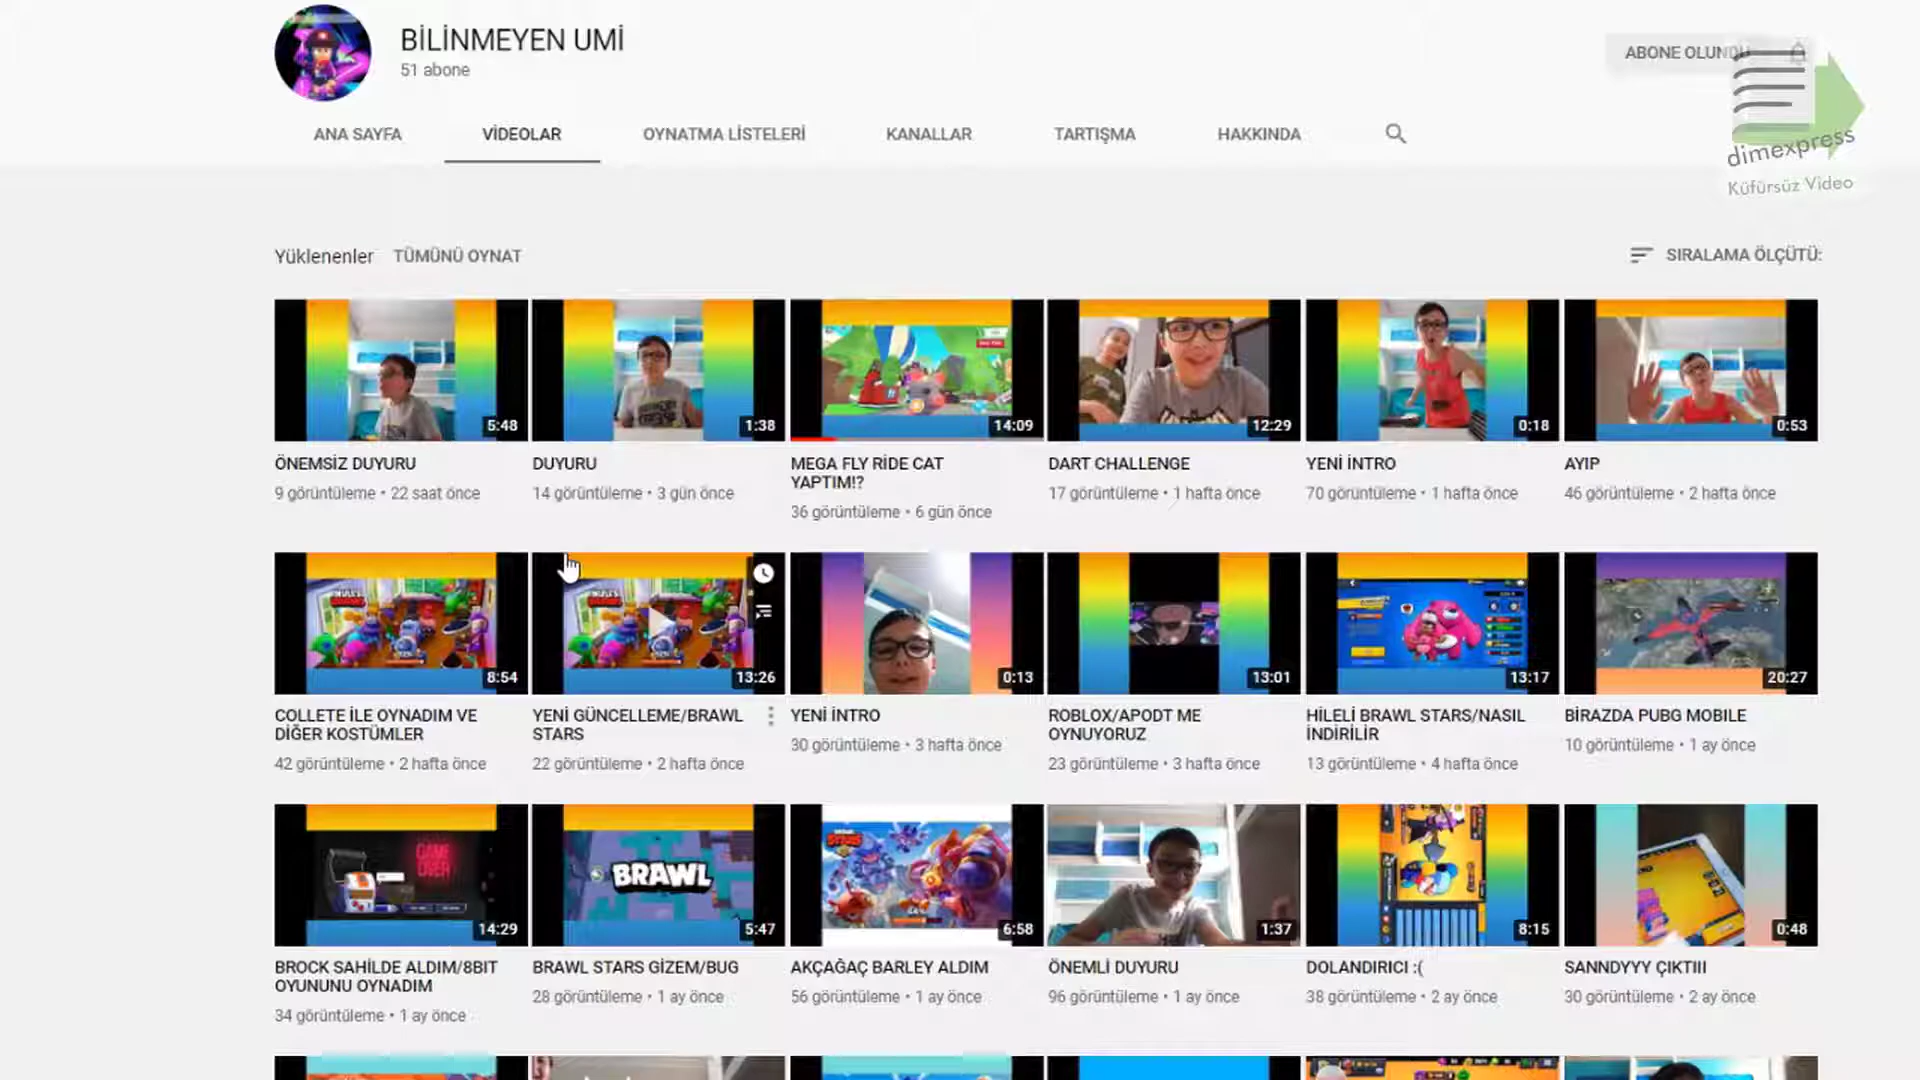 BİLİNMEYEN UMİ
51 abone
ABONE OLUNDU
ANA SAYFA
VİDEOLAR
OYNATMA LİSTELERİ
KANALLAR
TARTIŞMA
HAKKINDA
dimexpress
Küfürsüz Video
Yüklenenler
TÜMÜNÜ OYNAT
SIRALAMA ÖLÇÜTÜ:
5:48
1:38
14:09
12:29
0:18
0:53
ÖNEMSİZ DUYURU
9 görüntüleme • 22 saat önce
DUYURU
14 görüntüleme • 3 gün önce
MEGA FLY RİDE CAT
YAPTIM!?
36 görüntüleme • 6 gün önce
DART CHALLENGE
17 görüntüleme • 1 hafta önce
YENİ İNTRO
70 görüntüleme • 1 hafta önce
AYIP
46 görüntüleme • 2 hafta önce
8:54
13:26
0:13
13:01
13:17
20:27
COLLETE İLE OYNADIM VE
DİĞER KOSTÜMLER
42 görüntüleme • 2 hafta önce
YENİ GÜNCELLEME/BRAWL
STARS
22 görüntüleme • 2 hafta önce
YENİ İNTRO
30 görüntüleme • 3 hafta önce
ROBLOX/APODT ME
OYNUYORUZ
23 görüntüleme • 3 hafta önce
HİLELİ BRAWL STARS/NASIL
İNDİRİLİR
13 görüntüleme • 4 hafta önce
BİRAZDA PUBG MOBILE
10 görüntüleme • 1 ay önce
GAME
OVER
14:29
BRAWL
5:47
STARS
6:58
1:37
8:15
0:48
BROCK SAHİLDE ALDIM/8BIT
OYUNUNU OYNADIM
34 görüntüleme • 1 ay önce
BRAWL STARS GİZEM/BUG
28 görüntüleme • 1 ay önce
AKÇAĞAÇ BARLEY ALDIM
56 görüntüleme • 1 ay önce
ÖNEMLİ DUYURU
96 görüntüleme • 1 ay önce
DOLANDIRICI :(
38 görüntüleme • 2 ay önce
SANNDYYY ÇIKTIII
30 görüntüleme • 2 ay önce